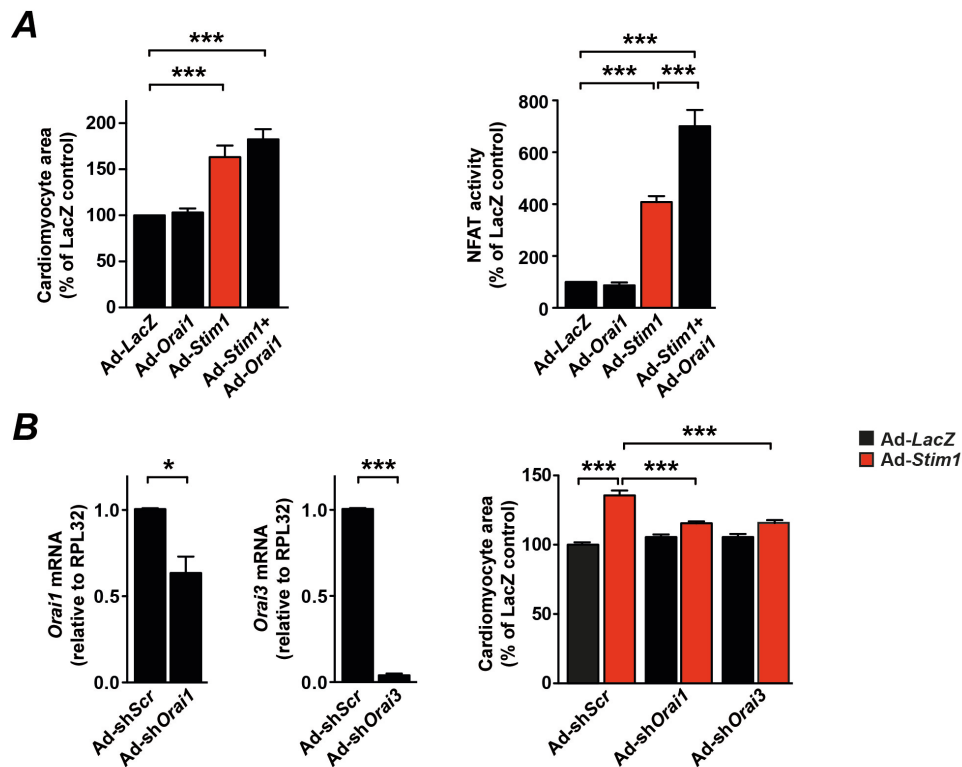 A
***
***
Cardiomyocyte area
(% of LacZ control)
200
150
100
50
0
Ad-LacZ
Ad-Orai1
Ad-Stim1
Ad-Stim1+
Ad-Orai1
***
***
***
NFAT activity
(% of LacZ control)
800
600
400
200
0
Ad-LacZ
Ad-Orai1
Ad-Stim1
Ad-Stim1+
Ad-Orai1
B
*
Orai1 mRNA
(relative to RPL32)
1.0
0.5
0.0
Ad-shScr
Ad-shOrai1
***
Orai3 mRNA
(relative to RPL32)
1.0
0.5
0.0
Ad-shScr
Ad-shOrai3
***
***
***
Cardiomyocyte area
(% of LacZ control)
150
100
50
0
Ad-shScr
Ad-shOrai1
Ad-shOrai3
Ad-LacZ
Ad-Stim1